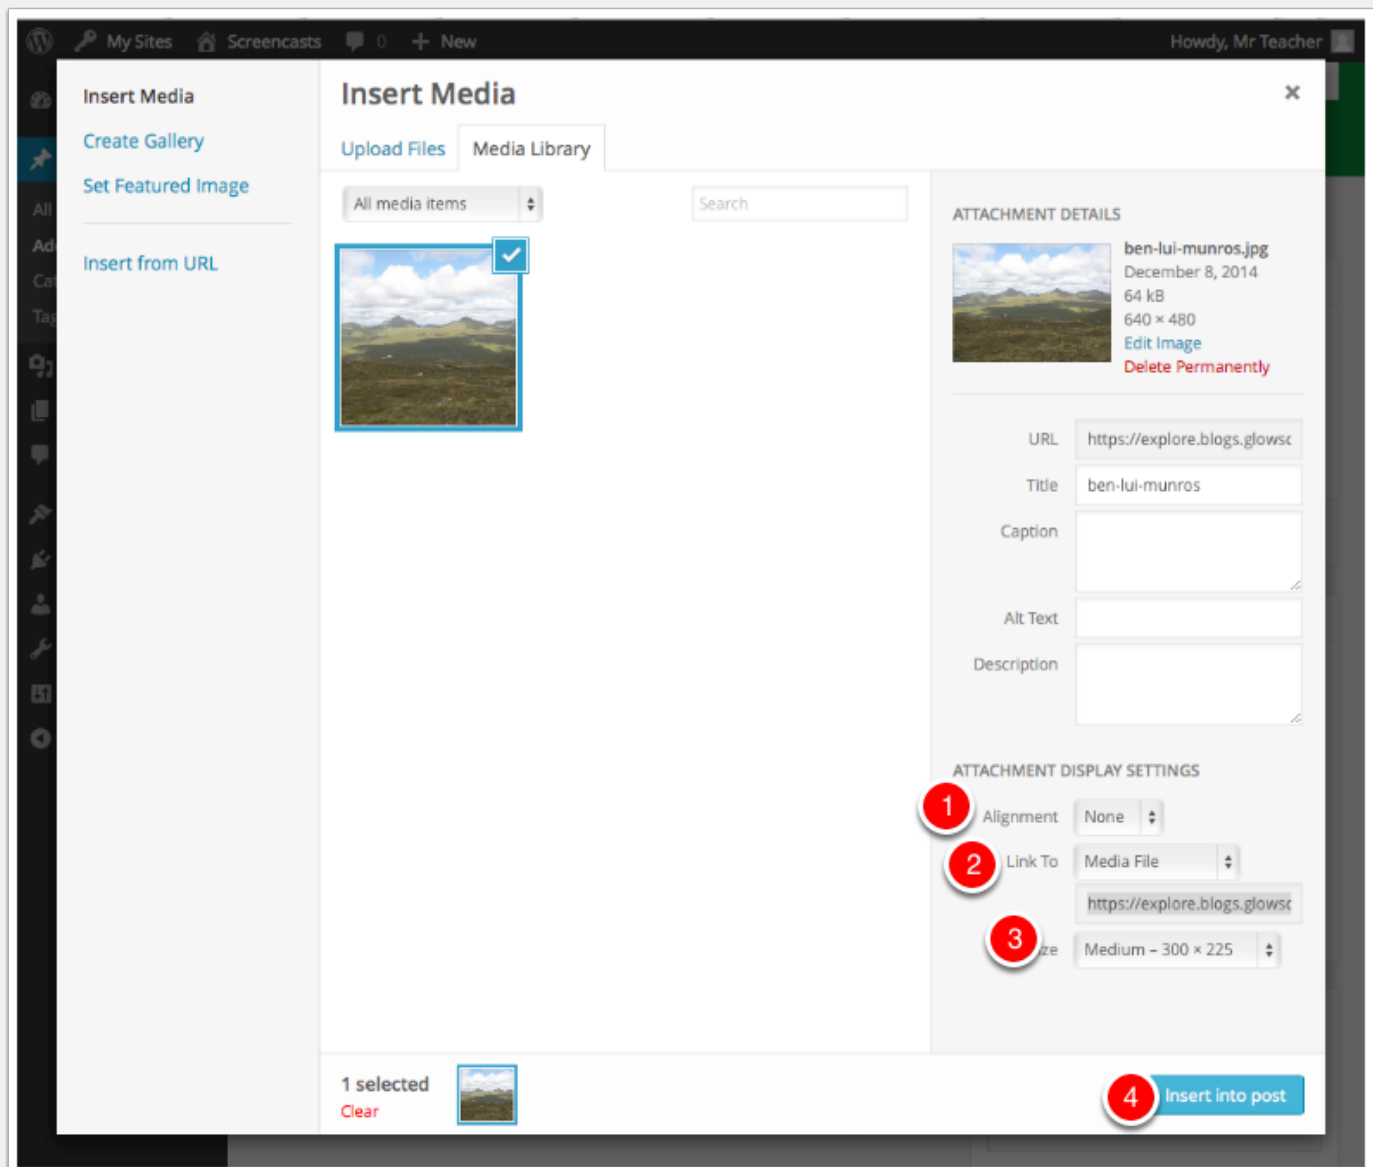 My Sites Screencasts 0 + New Howdy, Mr Teacher
Insert Media
Create Gallery
Set Featured Image
Insert from URL
Insert Media
Upload Files Media Library
All media items Search
ATTACHMENT DETAILS
ben-lui-munros.jpg
December 8, 2014
64 kB
640 × 480
Edit Image
Delete Permanently
URL https://explore.blogs.glowsc
Title ben-lui-munros
Caption
Alt Text
Description
ATTACHMENT DISPLAY SETTINGS
1 Alignment None
2 Link To Media File
https://explore.blogs.glowsc
3 ize Medium – 300 × 225
1 selected
Clear
4 Insert into post
All
Ad
Cat
Tag